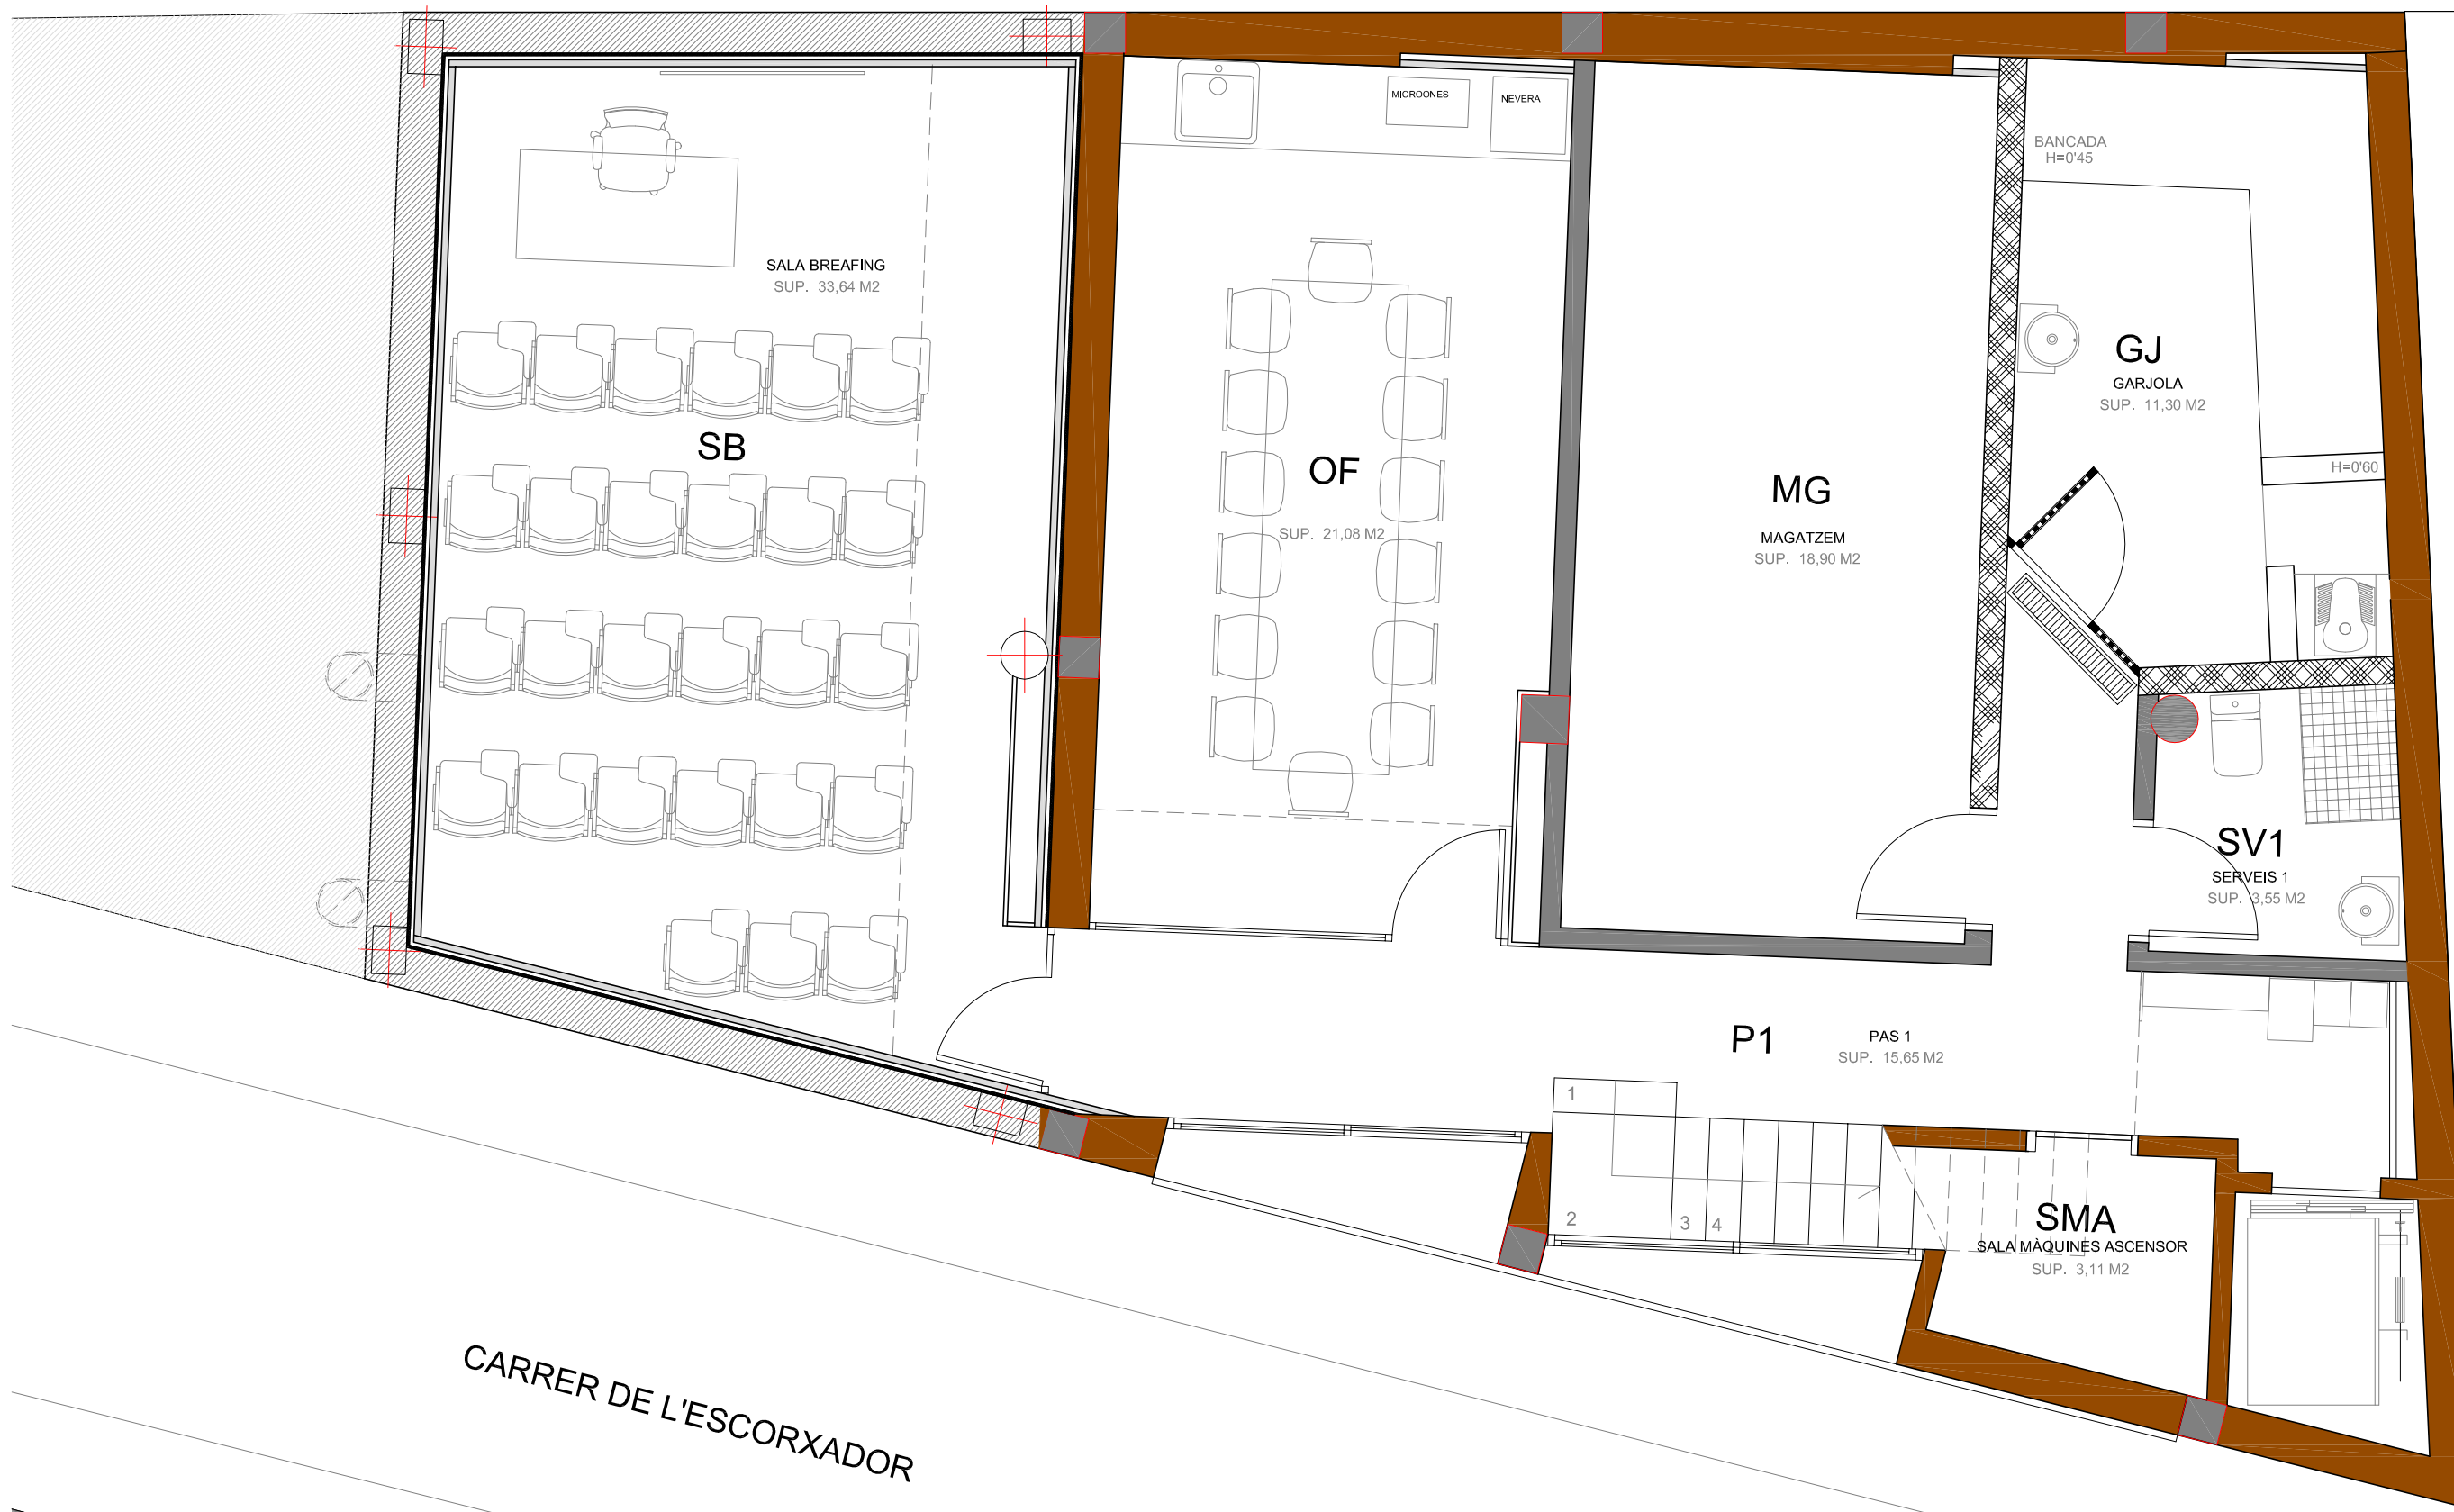 MICROONES
NEVERA
BANCADA
H=0'45
SALA BREAFING
SUP. 33,64 M2
SB
OF
SUP. 21,08 M2
MG
MAGATZEM
SUP. 18,90 M2
GJ
GARJOLA
SUP. 11,30 M2
H=0'60
SV1
SERVEIS 1
SUP. 3,55 M2
P1
PAS 1
SUP. 15,65 M2
1
2
3
4
SMA
SALA MÀQUINES ASCENSOR
SUP. 3,11 M2
CARRER DE L'ESCORXADOR